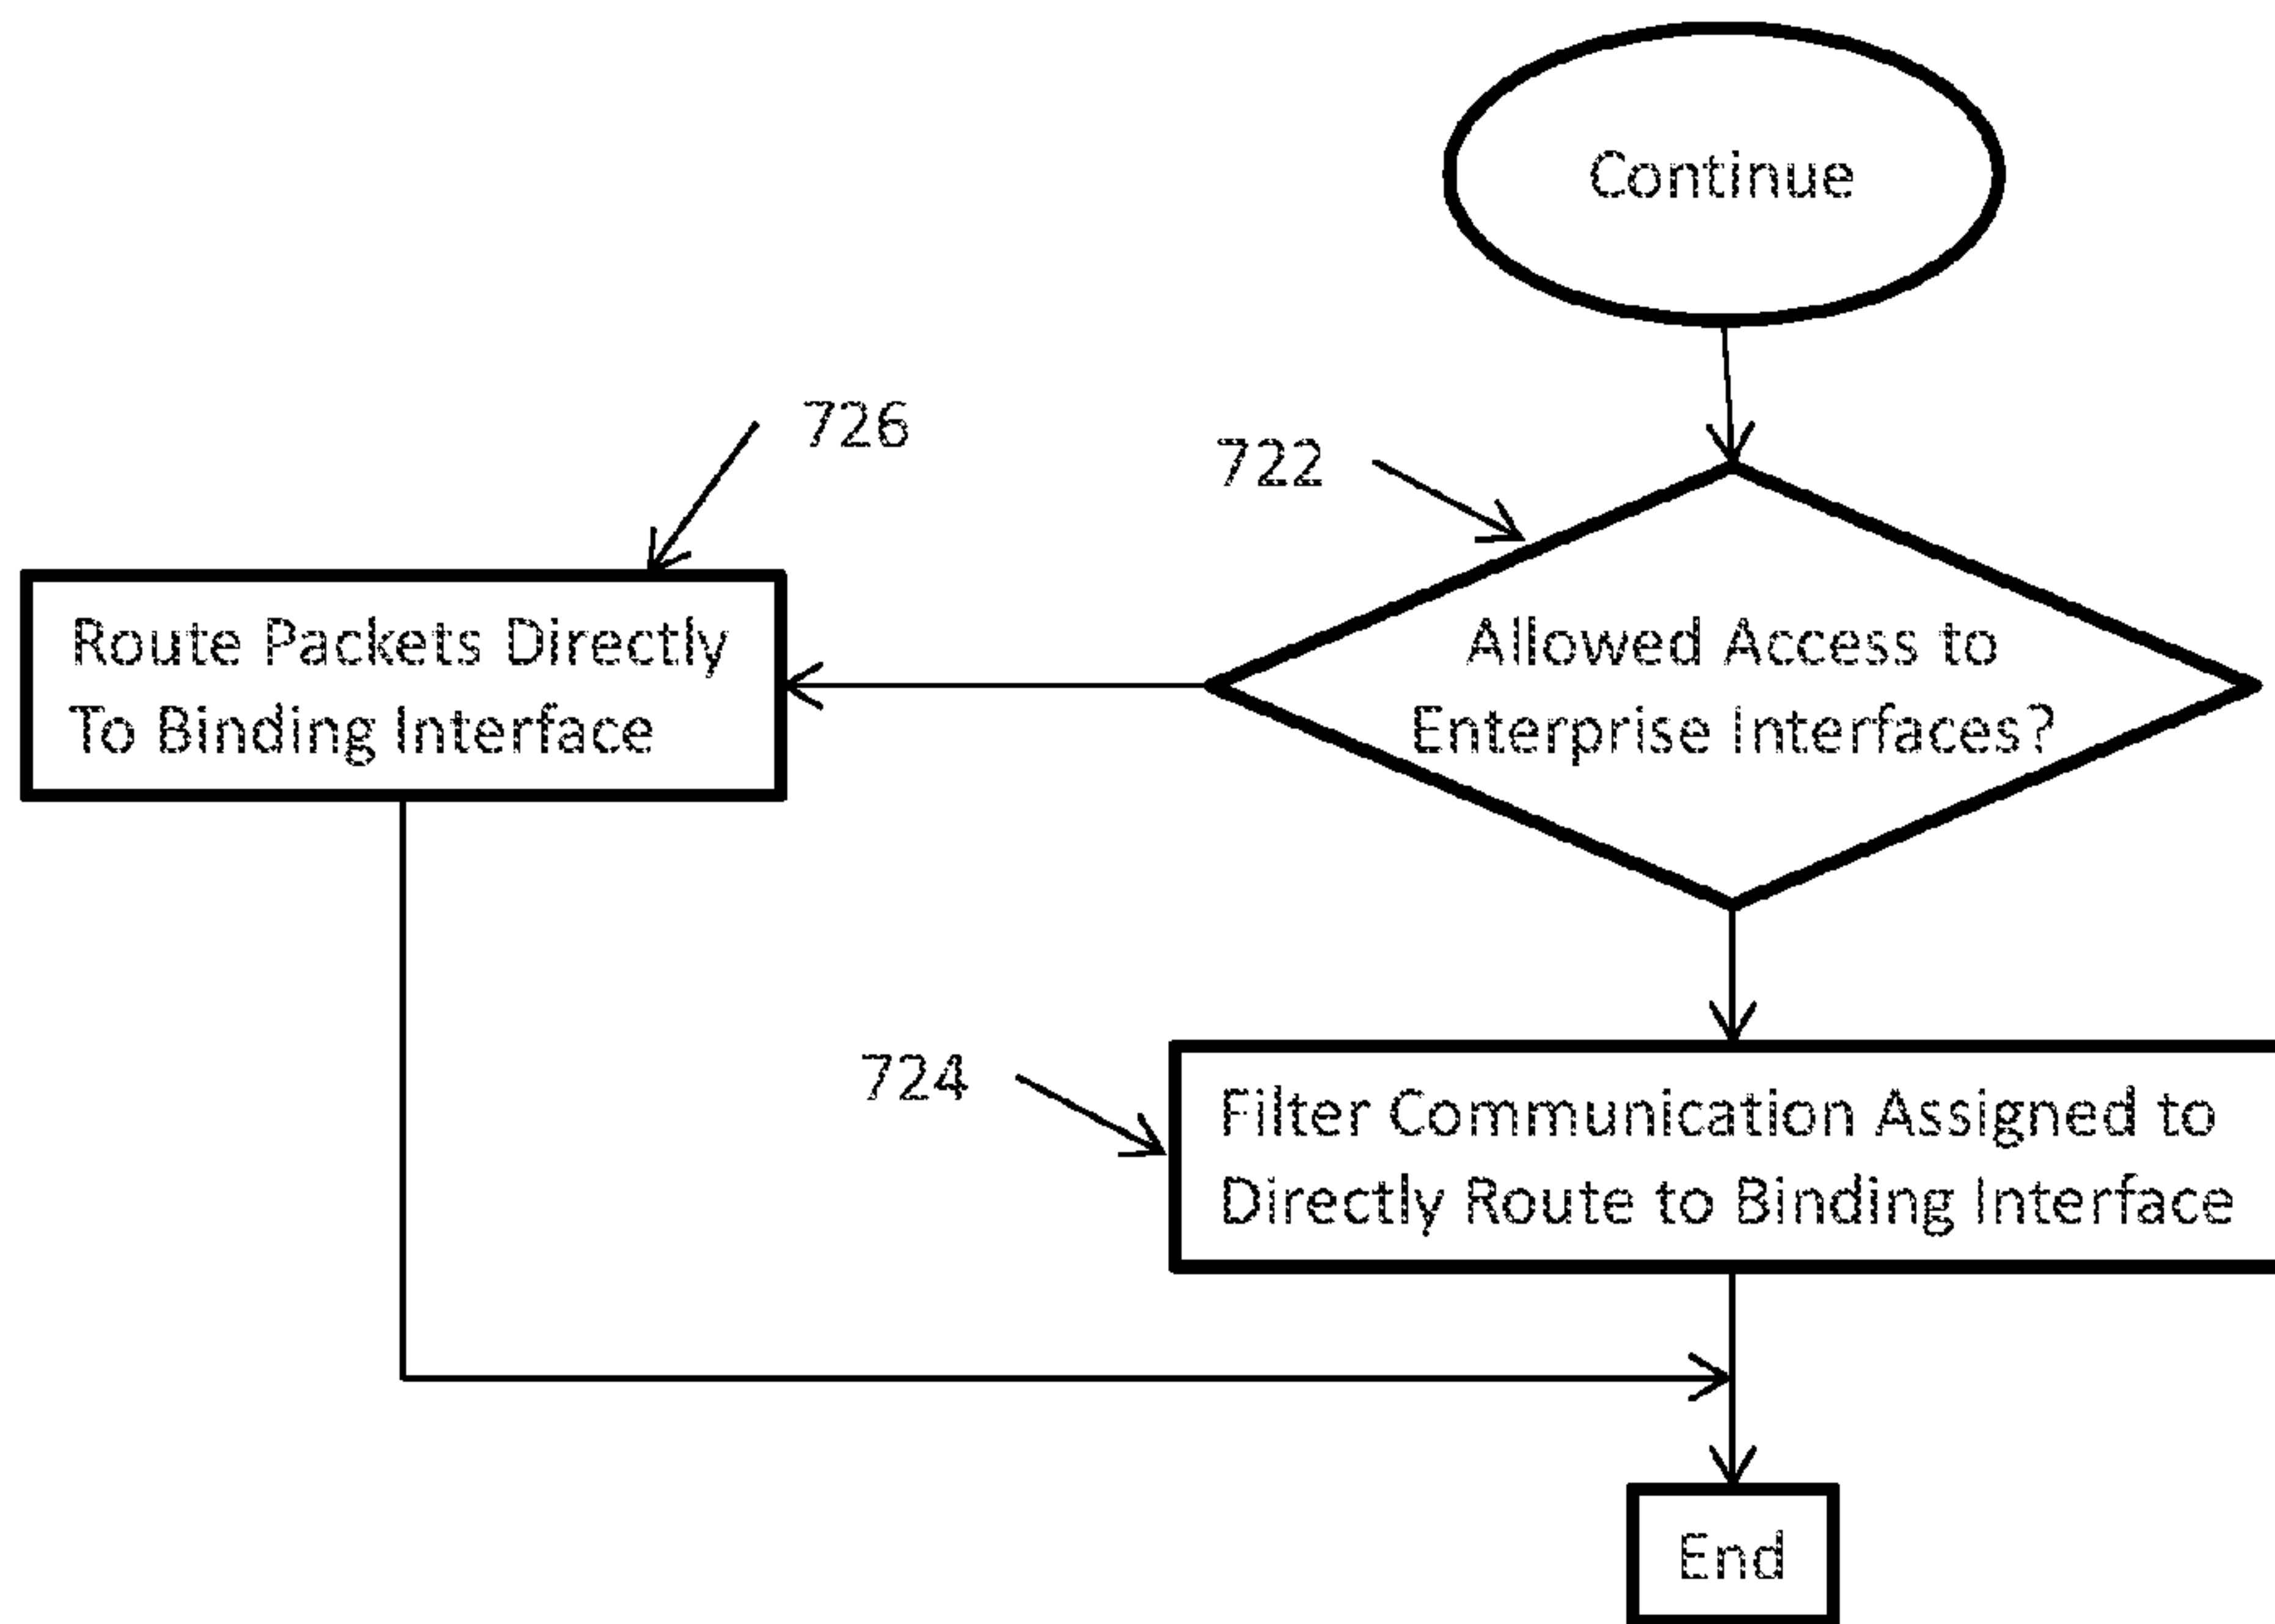 Continue
726
722
Route Packets Directly
To Binding Interface
Allowed Access to
Enterprise Interfaces?
724
Filter Communication Assigned to
Directly Route to Binding Interface
End